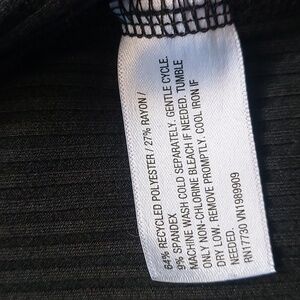 64% RECYCLED POLYESTER / 27% RAYON /
9% SPANDEX
MACHINE WASH COLD SEPARATELY. GENTLE CYCLE.
ONLY NON-CHLORINE BLEACH IF NEEDED. TUMBLE
DRY LOW. REMOVE PROMPTLY. COOL IRON IF
NEEDED.
RN17730 VN1989909